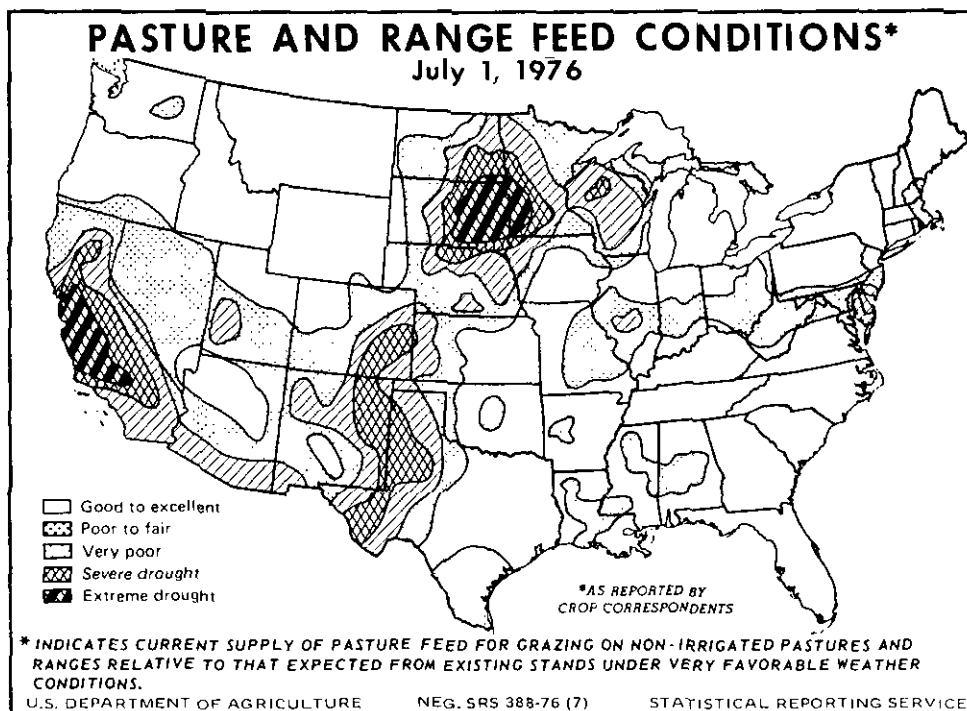 PASTURE AND RANGE FEED CONDITIONS*
July 1, 1976
Good to excellent
Poor to fair
Very poor
Severe drought
Extreme drought
*AS REPORTED BY
CROP CORRESPONDENTS
* INDICATES CURRENT SUPPLY OF PASTURE FEED FOR GRAZING ON NON-IRRIGATED PASTURES AND
RANGES RELATIVE TO THAT EXPECTED FROM EXISTING STANDS UNDER VERY FAVORABLE WEATHER
CONDITIONS.
U.S. DEPARTMENT OF AGRICULTURE NEG. SRS 388-76 (7) STATISTICAL REPORTING SERVICE